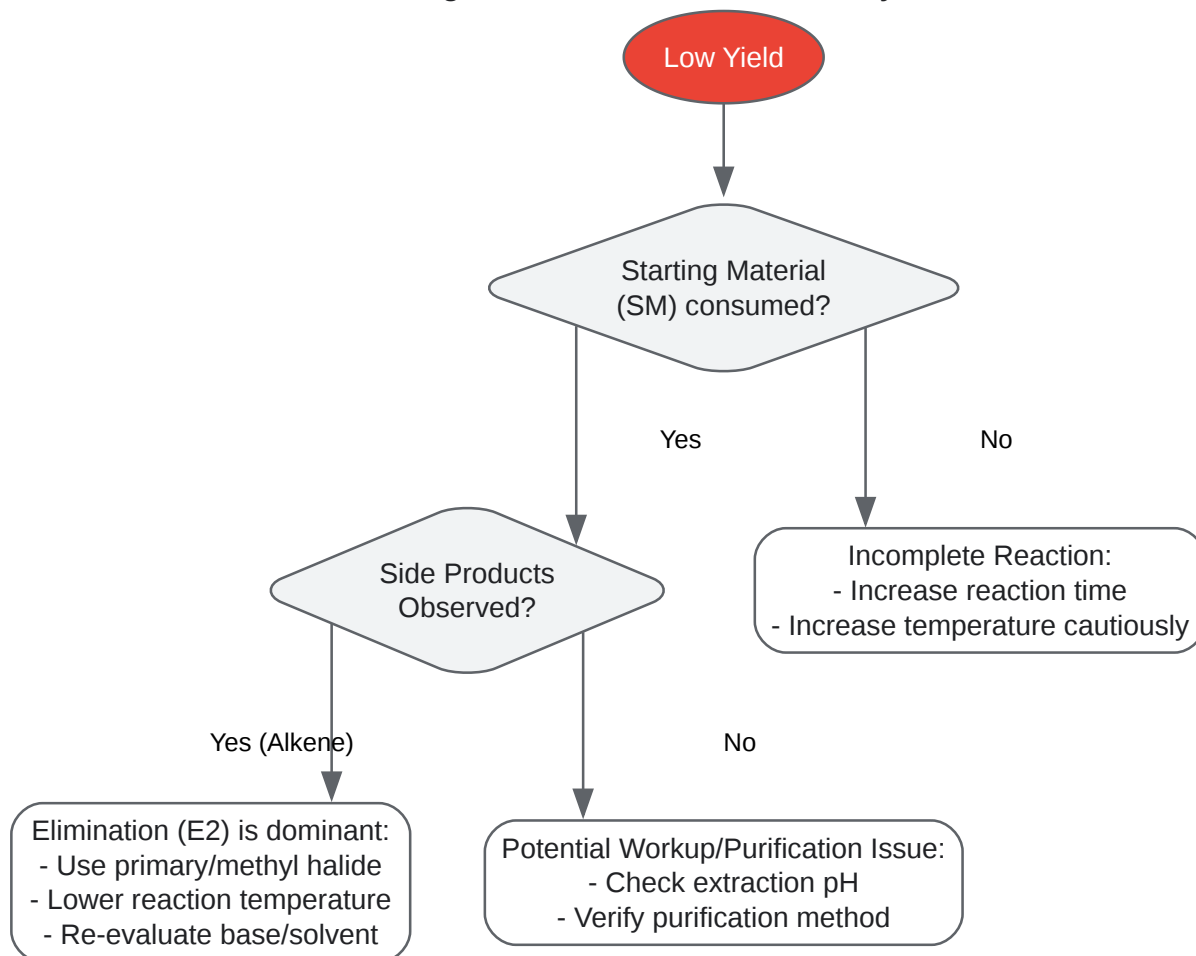 Low Yield
Starting Material
(SM) consumed?
Yes
No
Side Products
Observed?
Incomplete Reaction:
- Increase reaction time
- Increase temperature cautiously
Yes (Alkene)
No
Elimination (E2) is dominant:
- Use primary/methyl halide
- Lower reaction temperature
- Re-evaluate base/solvent
Potential Workup/Purification Issue:
- Check extraction pH
- Verify purification method